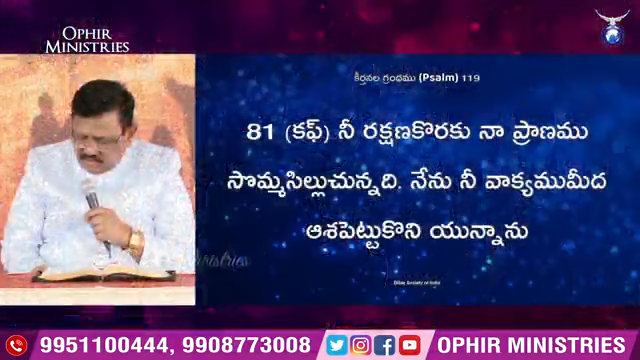 OPHIR
MINISTRIES
కీర్తనల గ్రంథము (Psalm) 119
81 (కఫ్) నీ రక్షణకొరకు నా ప్రాణము
సొమ్మసిల్లుచున్నది. నేను నీ వాక్యముమీద
ఆశపెట్టుకొని యున్నాను
Bible Society of India
9951100444, 9908773008
OPHIR MINISTRIES